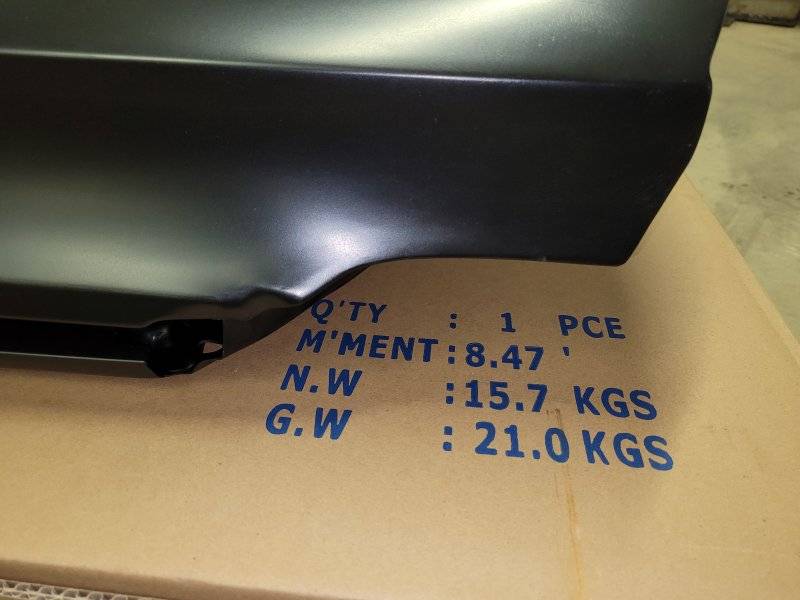 Q'TY : 1 PCE
M'MENT : 8.47 '
N.W : 15.7 KGS
G.W : 21.0 KGS